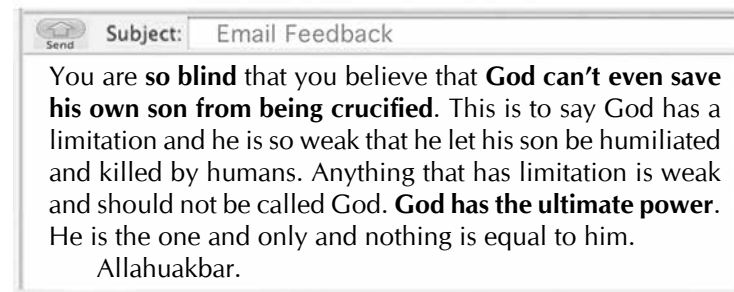 Send Subject: Email Feedback
You are so blind that you believe that God can’t even save
his own son from being crucified. This is to say God has a
limitation and he is so weak that he let his son be humiliated
and killed by humans. Anything that has limitation is weak
and should not be called God. God has the ultimate power.
He is the one and only and nothing is equal to him.
Allahuakbar.